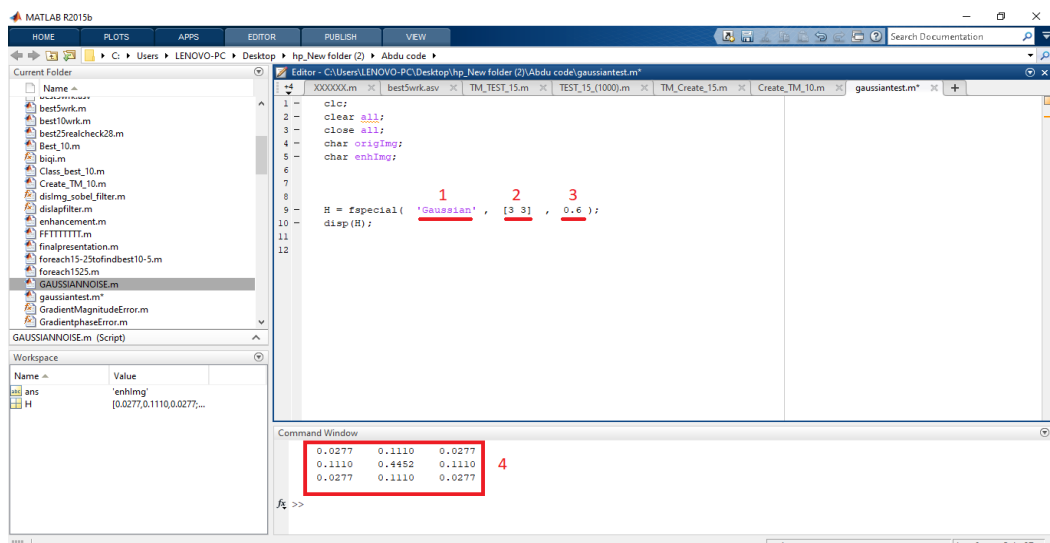 MATLAB R2015b
HOME PLOTS APPS EDITOR PUBLISH VIEW Search Documentation
C: Users LENOVO-PC Desktop hp_New folder (2) Abdu code
Current Folder
Name
best5wrk.m
best10wrk.m
best25realcheck28.m
Best_10.m
biqi.m
Class_best_10.m
Create_TM_10.m
dislmg_sobel_filter.m
dislapfilter.m
enhancement.m
FFTTTTTT.m
finalpresentation.m
foreach15-25tofindbest10-5.m
foreach1525.m
GAUSSIANNOISE.m
gaussiantest.m*
GradientMagnitudeError.m
GradientphaseError.m
GAUSSIANNOISE.m (Script)
Workspace
Name Value
ans 'enhImg'
H [0.0277,0.1110,0.0277;...
Editor - C:\Users\LENOVO-PC\Desktop\hp_New folder (2)\Abdu code\gaussiantest.m*
+4 XXXXXX.m best5wrk.asv TM_TEST_15.m TEST_15_(1000).m TM_Create_15.m Create_TM_10.m gaussiantest.m*
1 - clc;
2 - clear all;
3 - close all;
4 - char origImg;
5 - char enhImg;
6
7
8
1 2 3
9 - H = fspecial( 'Gaussian' , [3 3] , 0.6 );
10 - disp(H);
11
12
Command Window
0.0277 0.1110 0.0277
0.1110 0.4452 0.1110
0.0277 0.1110 0.0277
4
fx >>